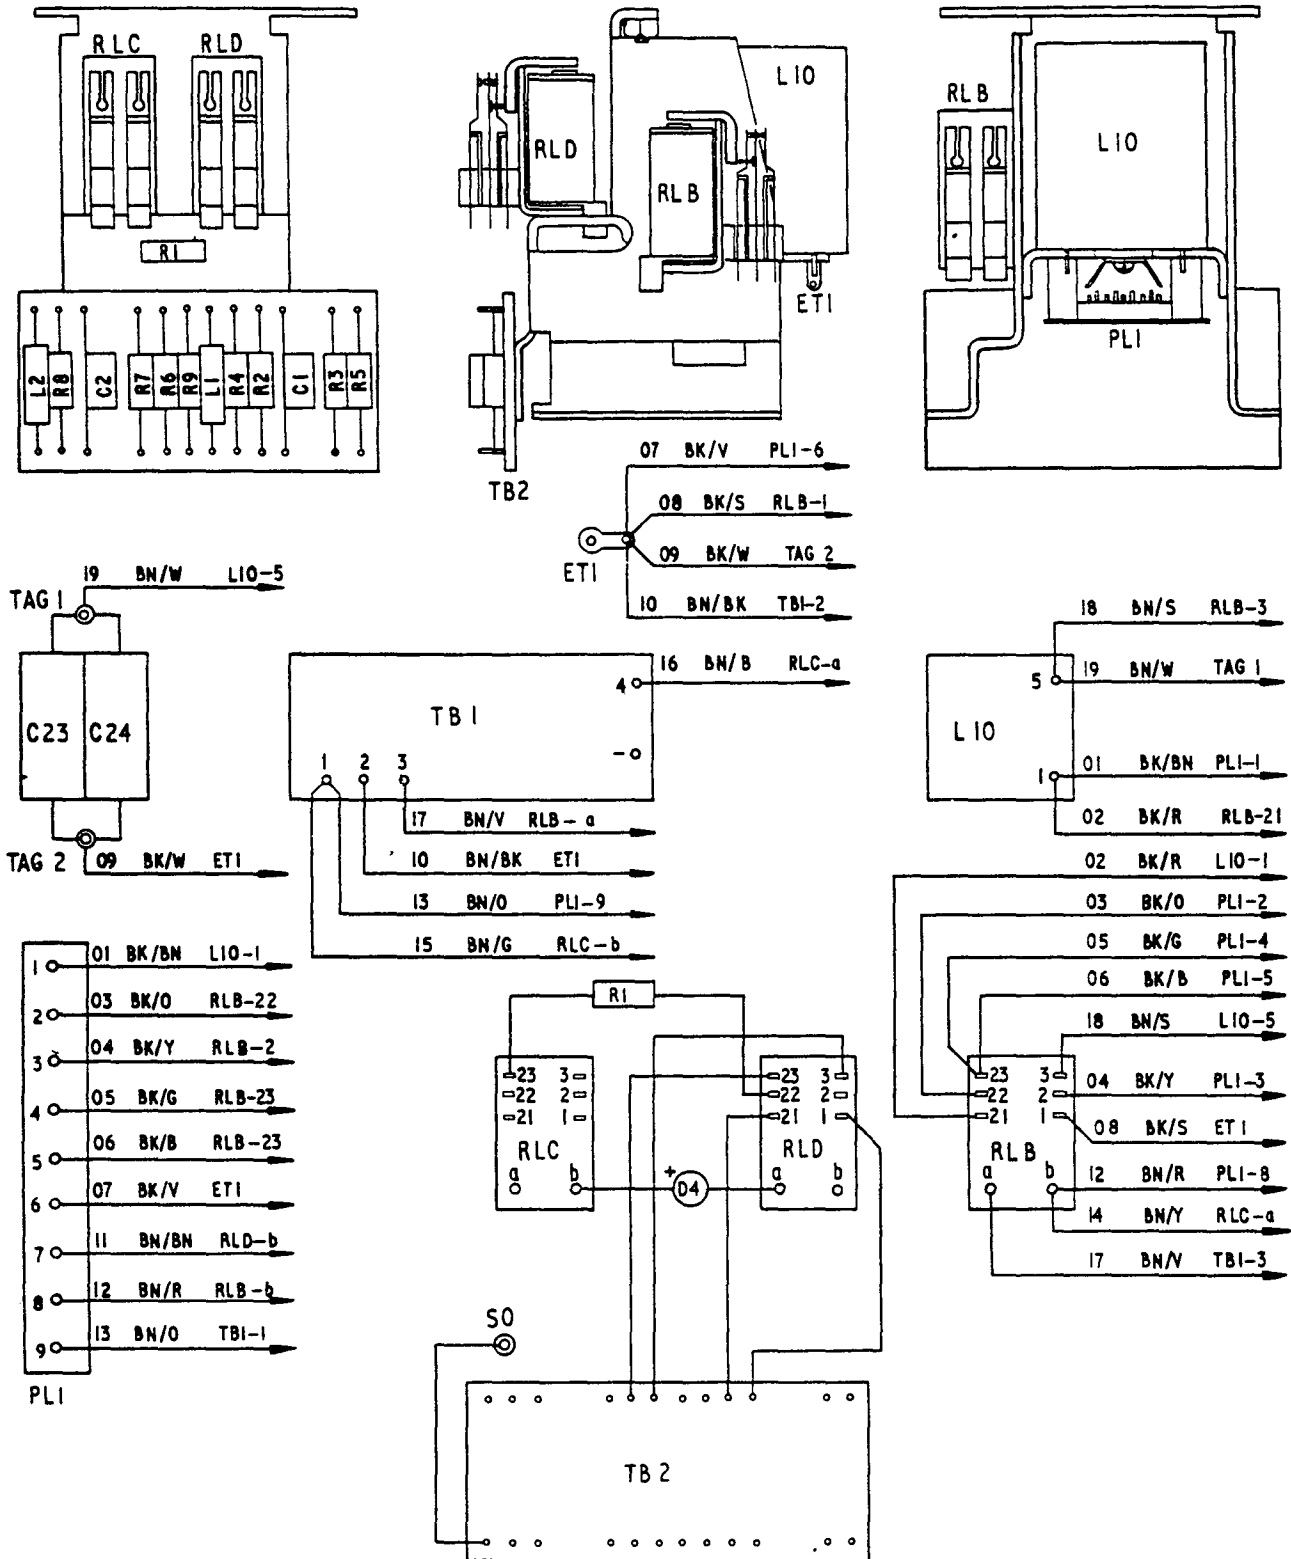 RLC RLD
R1
L2 R8 C2 R7 R6 R9 L1 R4 R2 C1 R3 R5
L10
RLD
RLB
ET1
TB2
RLB
L10
PL1
07 BK/V PL1-6
08 BK/S RLB-1
09 BK/W TAG 2
10 BN/BK TB1-2
ET1
19 BN/W L10-5
TAG 1
C23 C24
TAG 2
09 BK/W ET1
16 BN/B RLC-a
4
TB1
-
1 2 3
17 BN/V RLB-a
10 BN/BK ET1
13 BN/O PL1-9
15 BN/G RLC-b
18 BN/S RLB-3
5 19 BN/W TAG 1
L10
1 01 BK/BN PL1-1
02 BK/R RLB-21
02 BK/R L10-1
03 BK/O PL1-2
05 BK/G PL1-4
06 BK/B PL1-5
18 BN/S L10-5
23 3
22 2 04 BK/Y PL1-3
21 1
08 BK/S ET1
RLB
a b 12 BN/R PL1-8
14 BN/Y RLC-a
17 BN/V TB1-3
1 01 BK/BN L10-1
2 03 BK/O RLB-22
3 04 BK/Y RLB-2
4 05 BK/G RLB-23
5 06 BK/B RLB-23
6 07 BK/V ET1
7 11 BN/BN RLD-b
8 12 BN/R RLB-b
9 13 BN/O TB1-1
PL1
R1
23 3
22 2
21 1
RLC
a b
+
D4
23 3
22 2
21 1
RLD
a b
SO
TB2